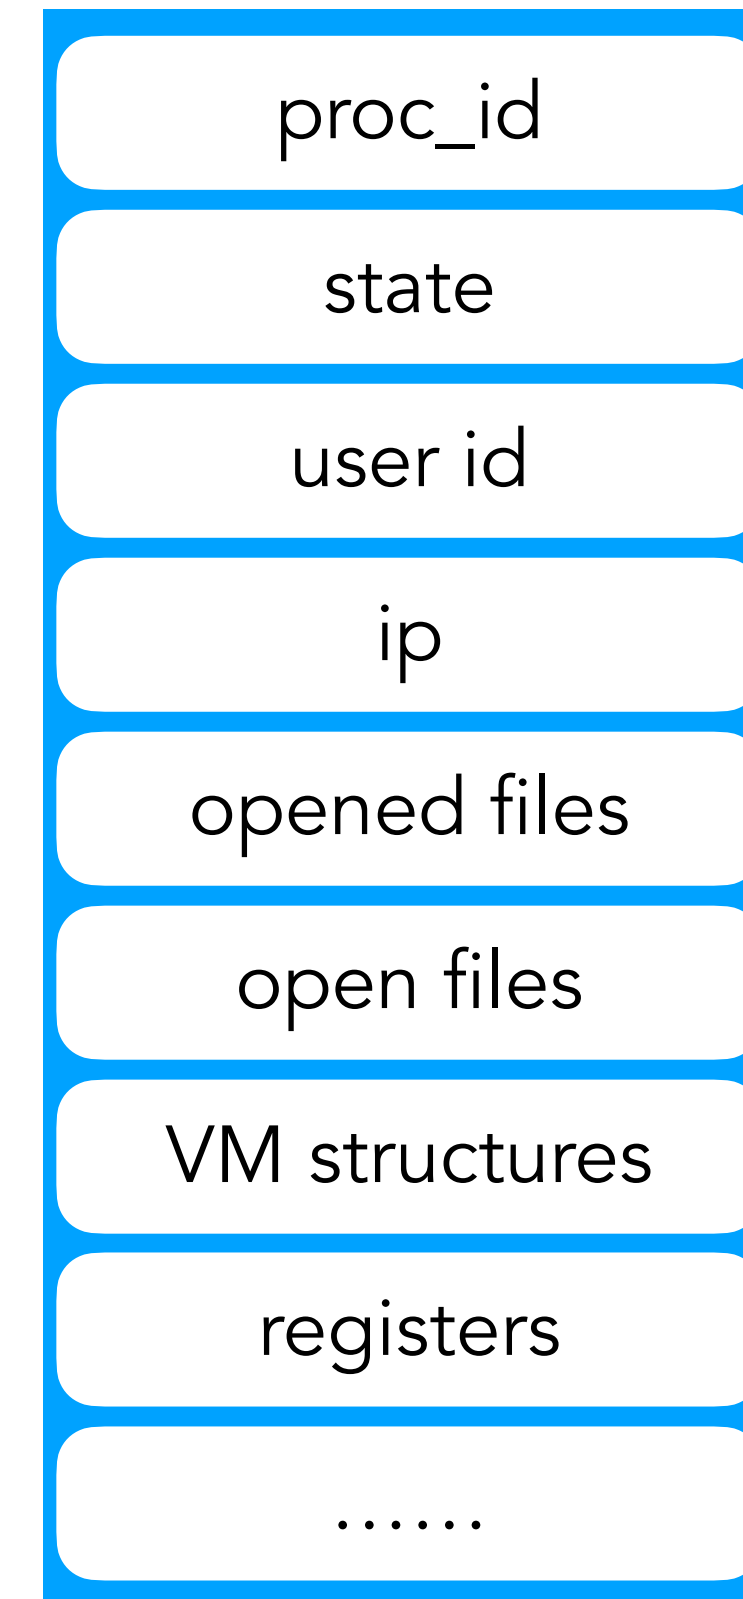 proc_id
state
user id
ip
opened files
open files
VM structures
registers
......